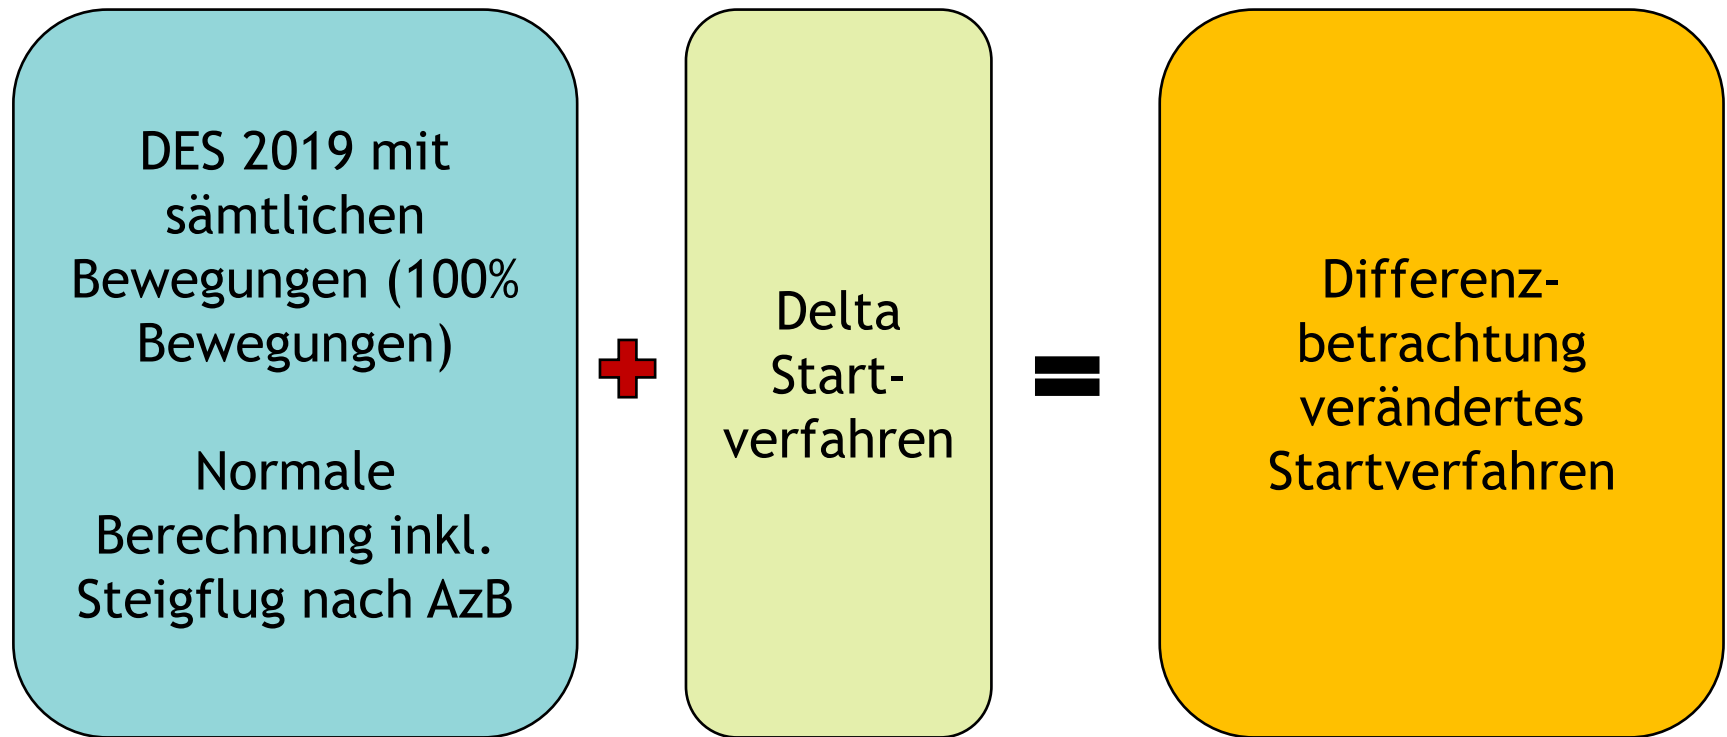 DES 2019 mit
sämtlichen
Bewegungen (100%
Bewegungen)
Normale
Berechnung inkl.
Steigflug nach AzB
Delta
Start-
verfahren
Differenz-
betrachtung
verändertes
Startverfahren